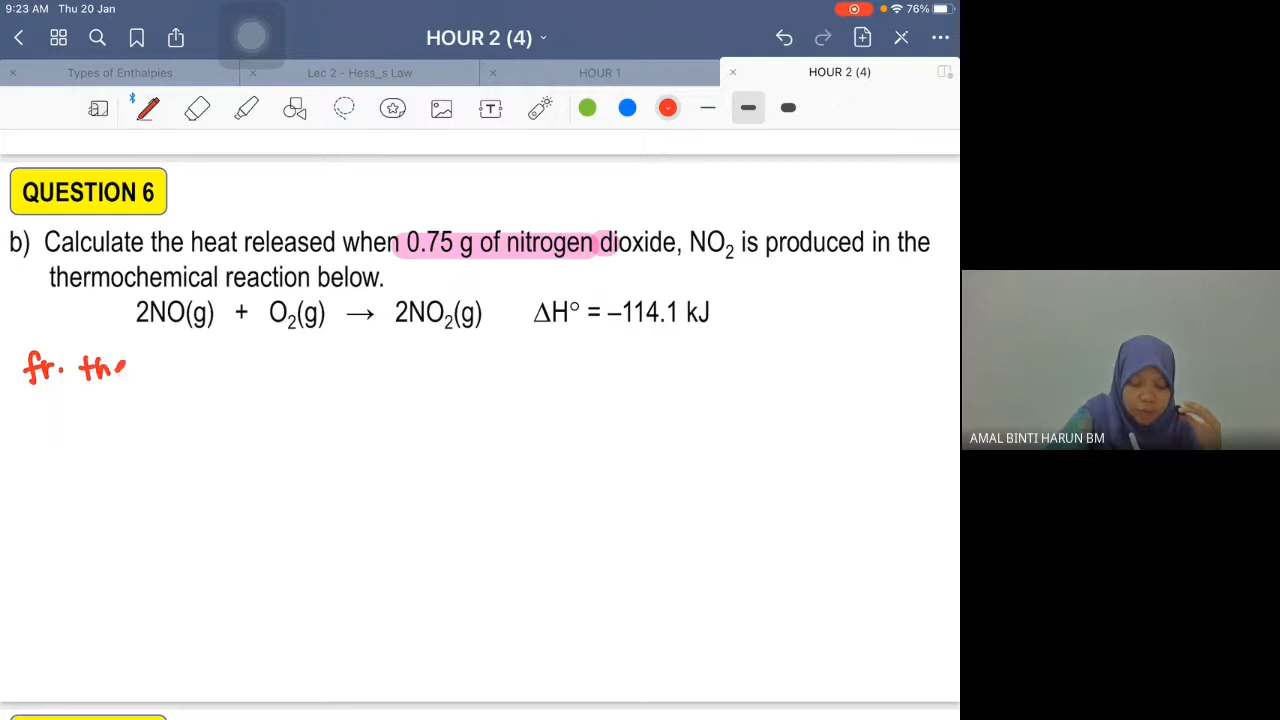 9:23 AM Thu 20 Jan
76%
HOUR 2 (4)
Types of Enthalpies
Lec 2 - Hess_s Law
HOUR 1
HOUR 2 (4)
QUESTION 6
b) Calculate the heat released when 0.75 g of nitrogen dioxide, NO₂ is produced in the
thermochemical reaction below.
2NO(g) + O₂(g) → 2NO₂(g) ΔH° = –114.1 kJ
fr. the
AMAL BINTI HARUN BM